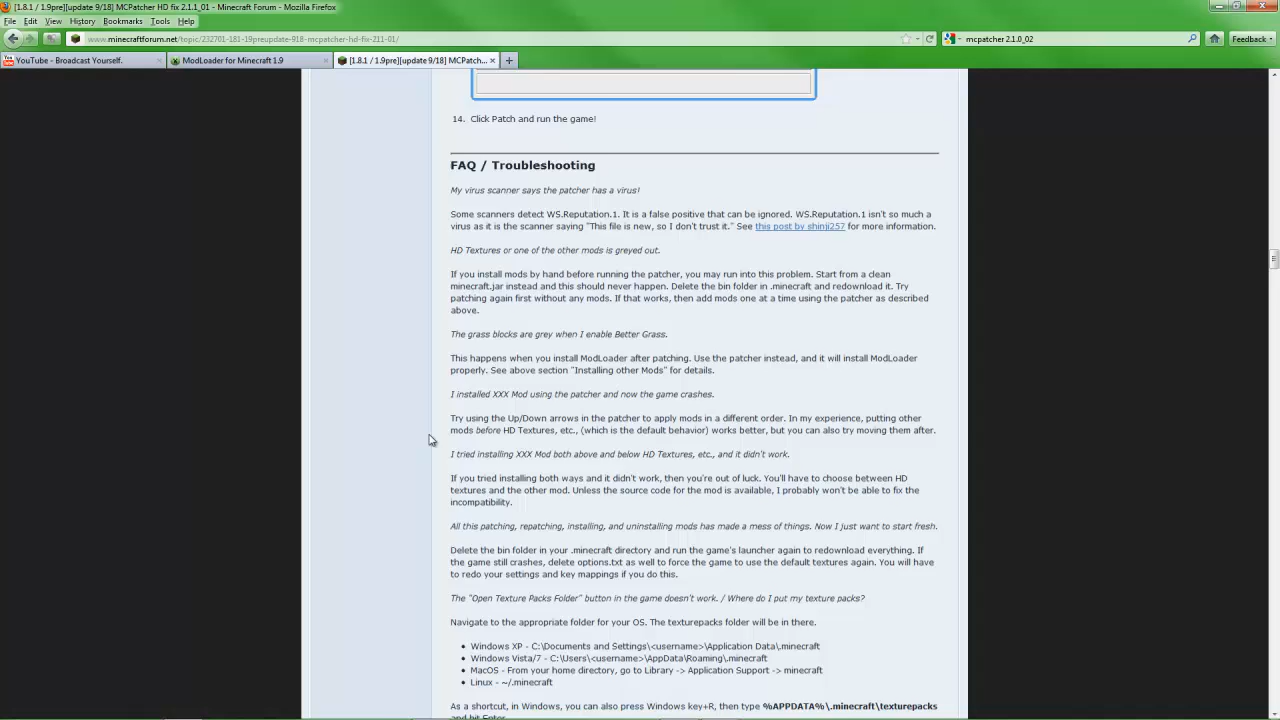 [1.8.1 / 1.9pre][update 9/18] MCPatcher HD fix 2.1.1_01 - Minecraft Forum - Mozilla Firefox
File Edit View History Bookmarks Tools Help
www.minecraftforum.net/topic/232701-181-19preupdate-918-mcpatcher-hd-fix-211-01/
mcpatcher 2.1.0_02
Feedback
YouTube - Broadcast Yourself.
ModLoader for Minecraft 1.9
[1.8.1 / 1.9pre][update 9/18] MCPatch...
14. Click Patch and run the game!
FAQ / Troubleshooting
My virus scanner says the patcher has a virus!
Some scanners detect WS.Reputation.1. It is a false positive that can be ignored. WS.Reputation.1 isn't so much a
virus as it is the scanner saying "This file is new, so I don't trust it." See this post by shinji257 for more information.
HD Textures or one of the other mods is greyed out.
If you install mods by hand before running the patcher, you may run into this problem. Start from a clean
minecraft.jar instead and this should never happen. Delete the bin folder in .minecraft and redownload it. Try
patching again first without any mods. If that works, then add mods one at a time using the patcher as described
above.
The grass blocks are grey when I enable Better Grass.
This happens when you install ModLoader after patching. Use the patcher instead, and it will install ModLoader
properly. See above section "Installing other Mods" for details.
I installed XXX Mod using the patcher and now the game crashes.
Try using the Up/Down arrows in the patcher to apply mods in a different order. In my experience, putting other
mods before HD Textures, etc., (which is the default behavior) works better, but you can also try moving them after.
I tried installing XXX Mod both above and below HD Textures, etc., and it didn't work.
If you tried installing both ways and it didn't work, then you're out of luck. You'll have to choose between HD
textures and the other mod. Unless the source code for the mod is available, I probably won't be able to fix the
incompatibility.
All this patching, repatching, installing, and uninstalling mods has made a mess of things. Now I just want to start fresh.
Delete the bin folder in your .minecraft directory and run the game's launcher again to redownload everything. If
the game still crashes, delete options.txt as well to force the game to use the default textures again. You will have
to redo your settings and key mappings if you do this.
The "Open Texture Packs Folder" button in the game doesn't work. / Where do I put my texture packs?
Navigate to the appropriate folder for your OS. The texturepacks folder will be in there.
• Windows XP - C:\Documents and Settings\<username>\Application Data\.minecraft
• Windows Vista/7 - C:\Users\<username>\AppData\Roaming\.minecraft
• MacOS - From your home directory, go to Library -> Application Support -> minecraft
• Linux - ~/.minecraft
As a shortcut, in Windows, you can also press Windows key+R, then type %APPDATA%\.minecraft\texturepacks
and hit Enter.